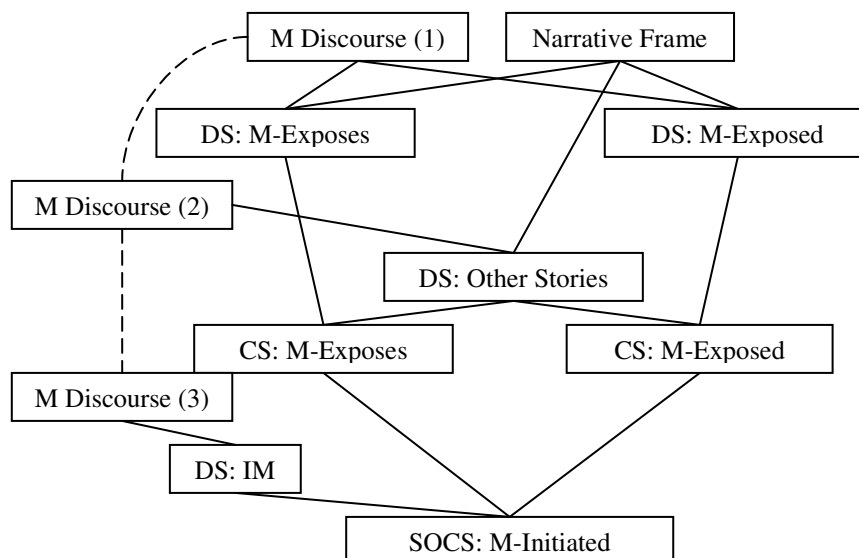 M Discourse (1)
Narrative Frame
DS: M-Exposes
DS: M-Exposed
M Discourse (2)
DS: Other Stories
CS: M-Exposes
CS: M-Exposed
M Discourse (3)
DS: IM
SOCS: M-Initiated